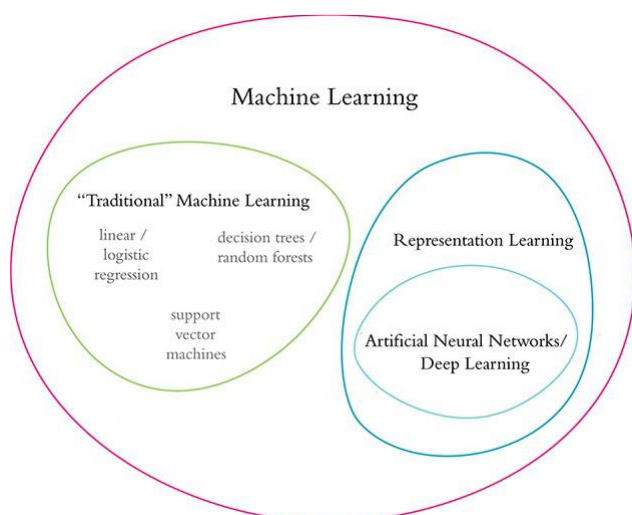 Machine Learning
“Traditional” Machine Learning
linear /
logistic
regression
decision trees /
random forests
support
vector
machines
Representation Learning
Artificial Neural Networks/
Deep Learning